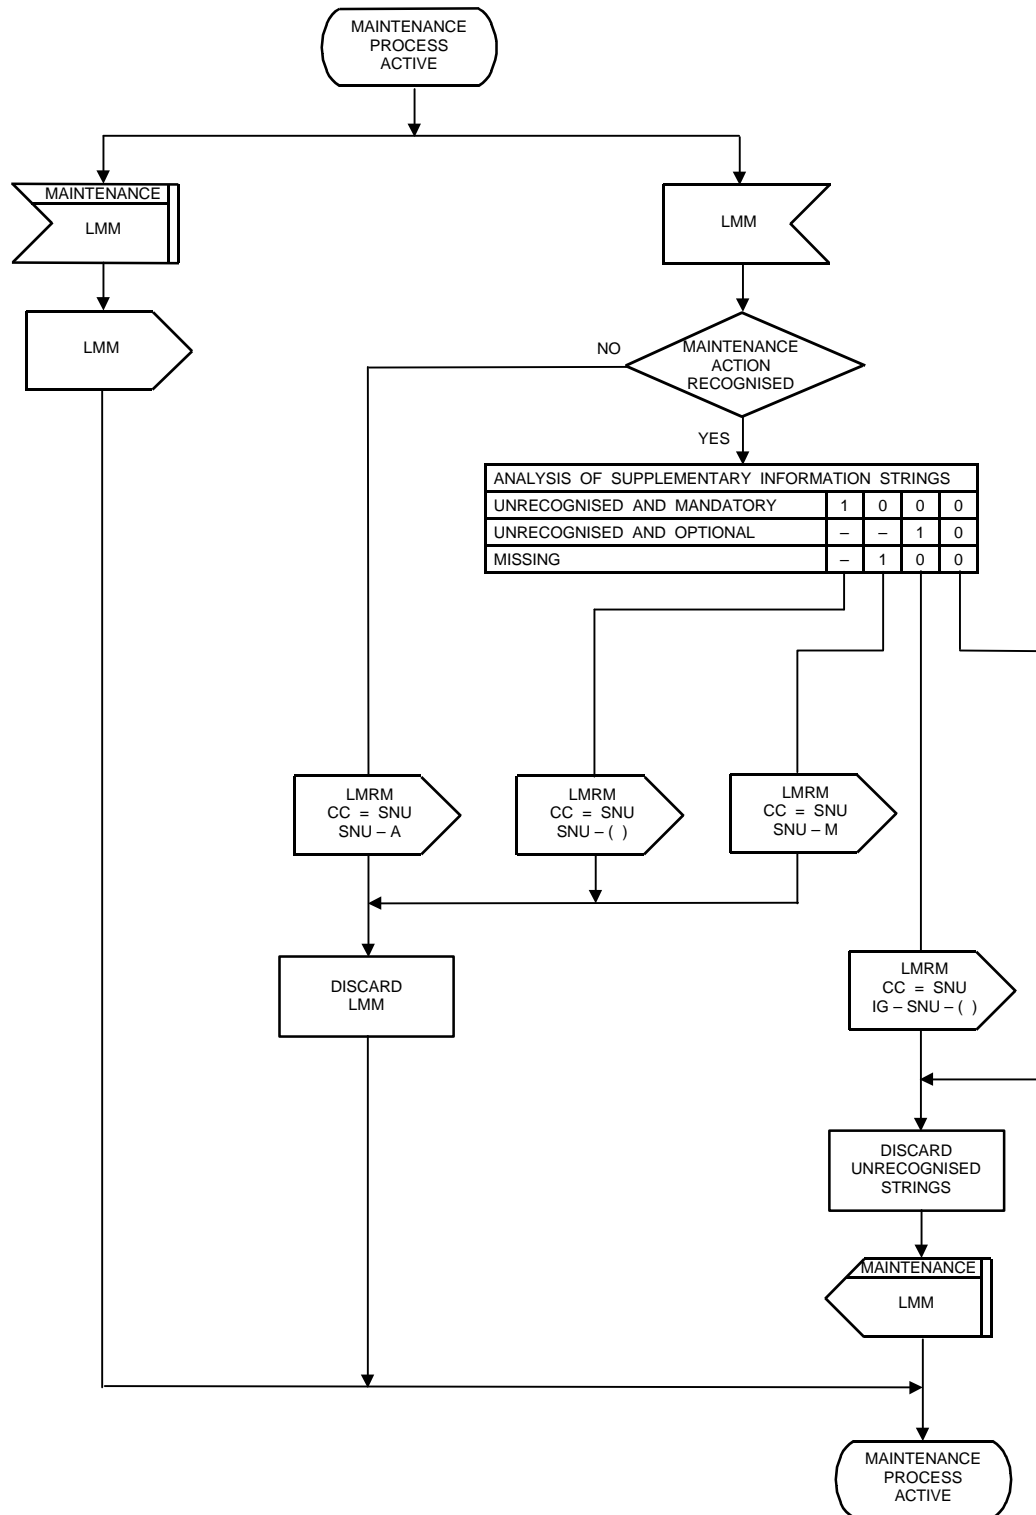 MAINTENANCE
PROCESS
ACTIVE
MAINTENANCE
LMM
LMM
LMM
NO
MAINTENANCE
ACTION
RECOGNISED
YES
ANALYSIS OF SUPPLEMENTARY INFORMATION STRINGS
UNRECOGNISED AND MANDATORY 1 0 0 0
UNRECOGNISED AND OPTIONAL – – 1 0
MISSING – 1 0 0
LMRM
CC = SNU
SNU – A
LMRM
CC = SNU
SNU – ( )
LMRM
CC = SNU
SNU – M
DISCARD
LMM
LMRM
CC = SNU
IG – SNU – ( )
DISCARD
UNRECOGNISED
STRINGS
MAINTENANCE
LMM
MAINTENANCE
PROCESS
ACTIVE